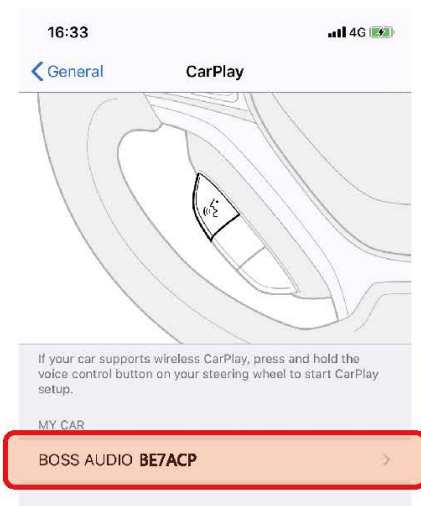 16:33 4G
General CarPlay
If your car supports wireless CarPlay, press and hold the
voice control button on your steering wheel to start CarPlay
setup.
MY CAR
BOSS AUDIO BE7ACP